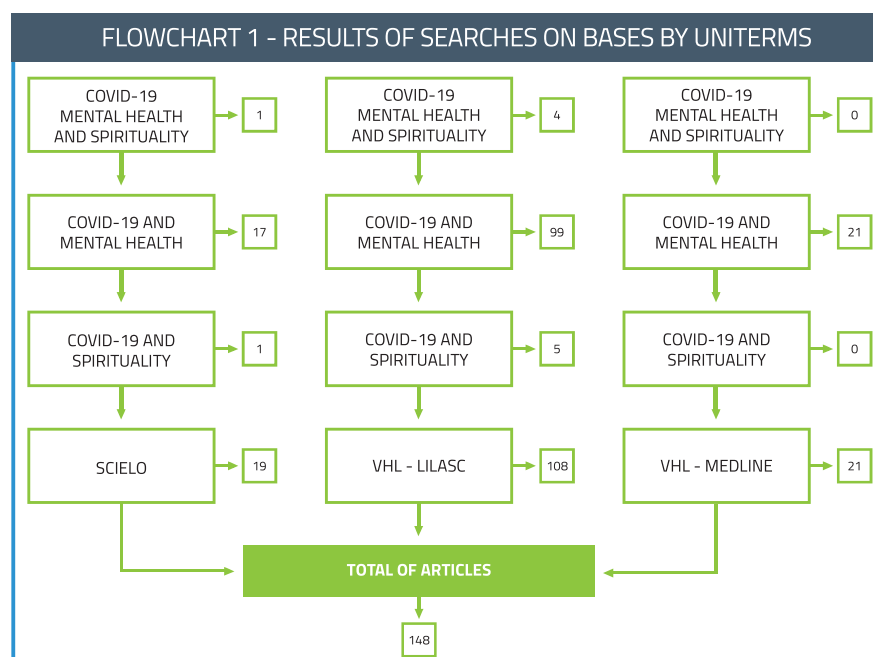 FLOWCHART 1 - RESULTS OF SEARCHES ON BASES BY UNITERMS
COVID-19
MENTAL HEALTH
AND SPIRITUALITY
1
COVID-19
MENTAL HEALTH
AND SPIRITUALITY
4
COVID-19
MENTAL HEALTH
AND SPIRITUALITY
0
COVID-19 AND
MENTAL HEALTH
17
COVID-19 AND
MENTAL HEALTH
99
COVID-19 AND
MENTAL HEALTH
21
COVID-19 AND
SPIRITUALITY
1
COVID-19 AND
SPIRITUALITY
5
COVID-19 AND
SPIRITUALITY
0
SCIELO
19
VHL - LILASC
108
VHL - MEDLINE
21
TOTAL OF ARTICLES
148